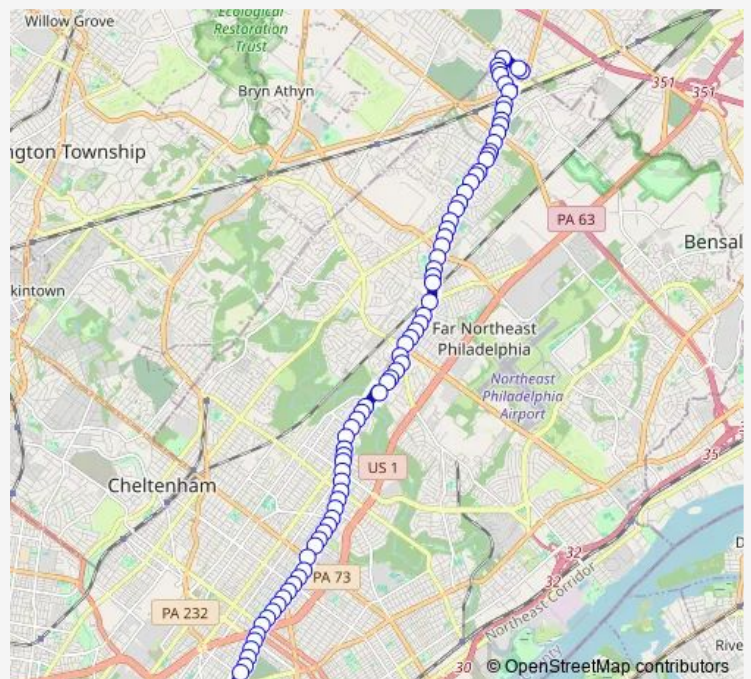 Willow Grove
Ecological
Restoration
Trust
Bryn Athyn
351
351
ngton Township
PA 63
Bensal
kintown
Far Northeast
Philadelphia
Northeast
Philadelphia
Airport
US 1
35
Cheltenham
32
PA 73
32
PA 232
Northeast Corridor
D
Rive
30
© OpenStreetMap contributors